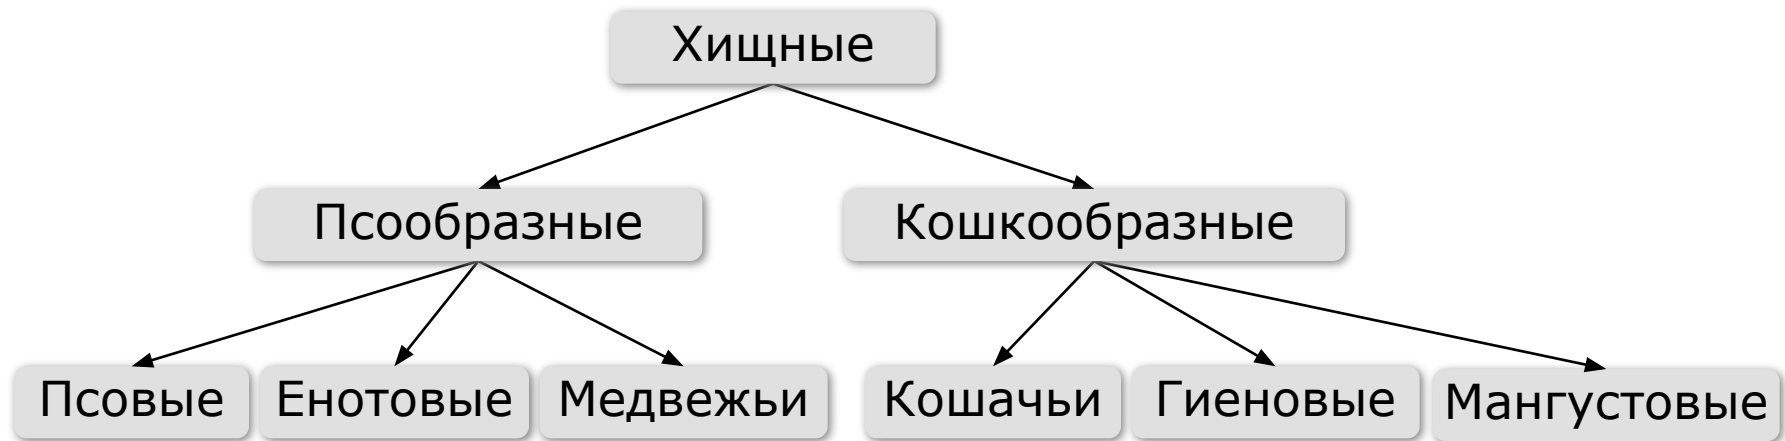 Хищные
Псообразные
Кошкообразные
Псовые
Енотовые
Медвежьи
Кошачьи
Гиеновые
Мангустовые